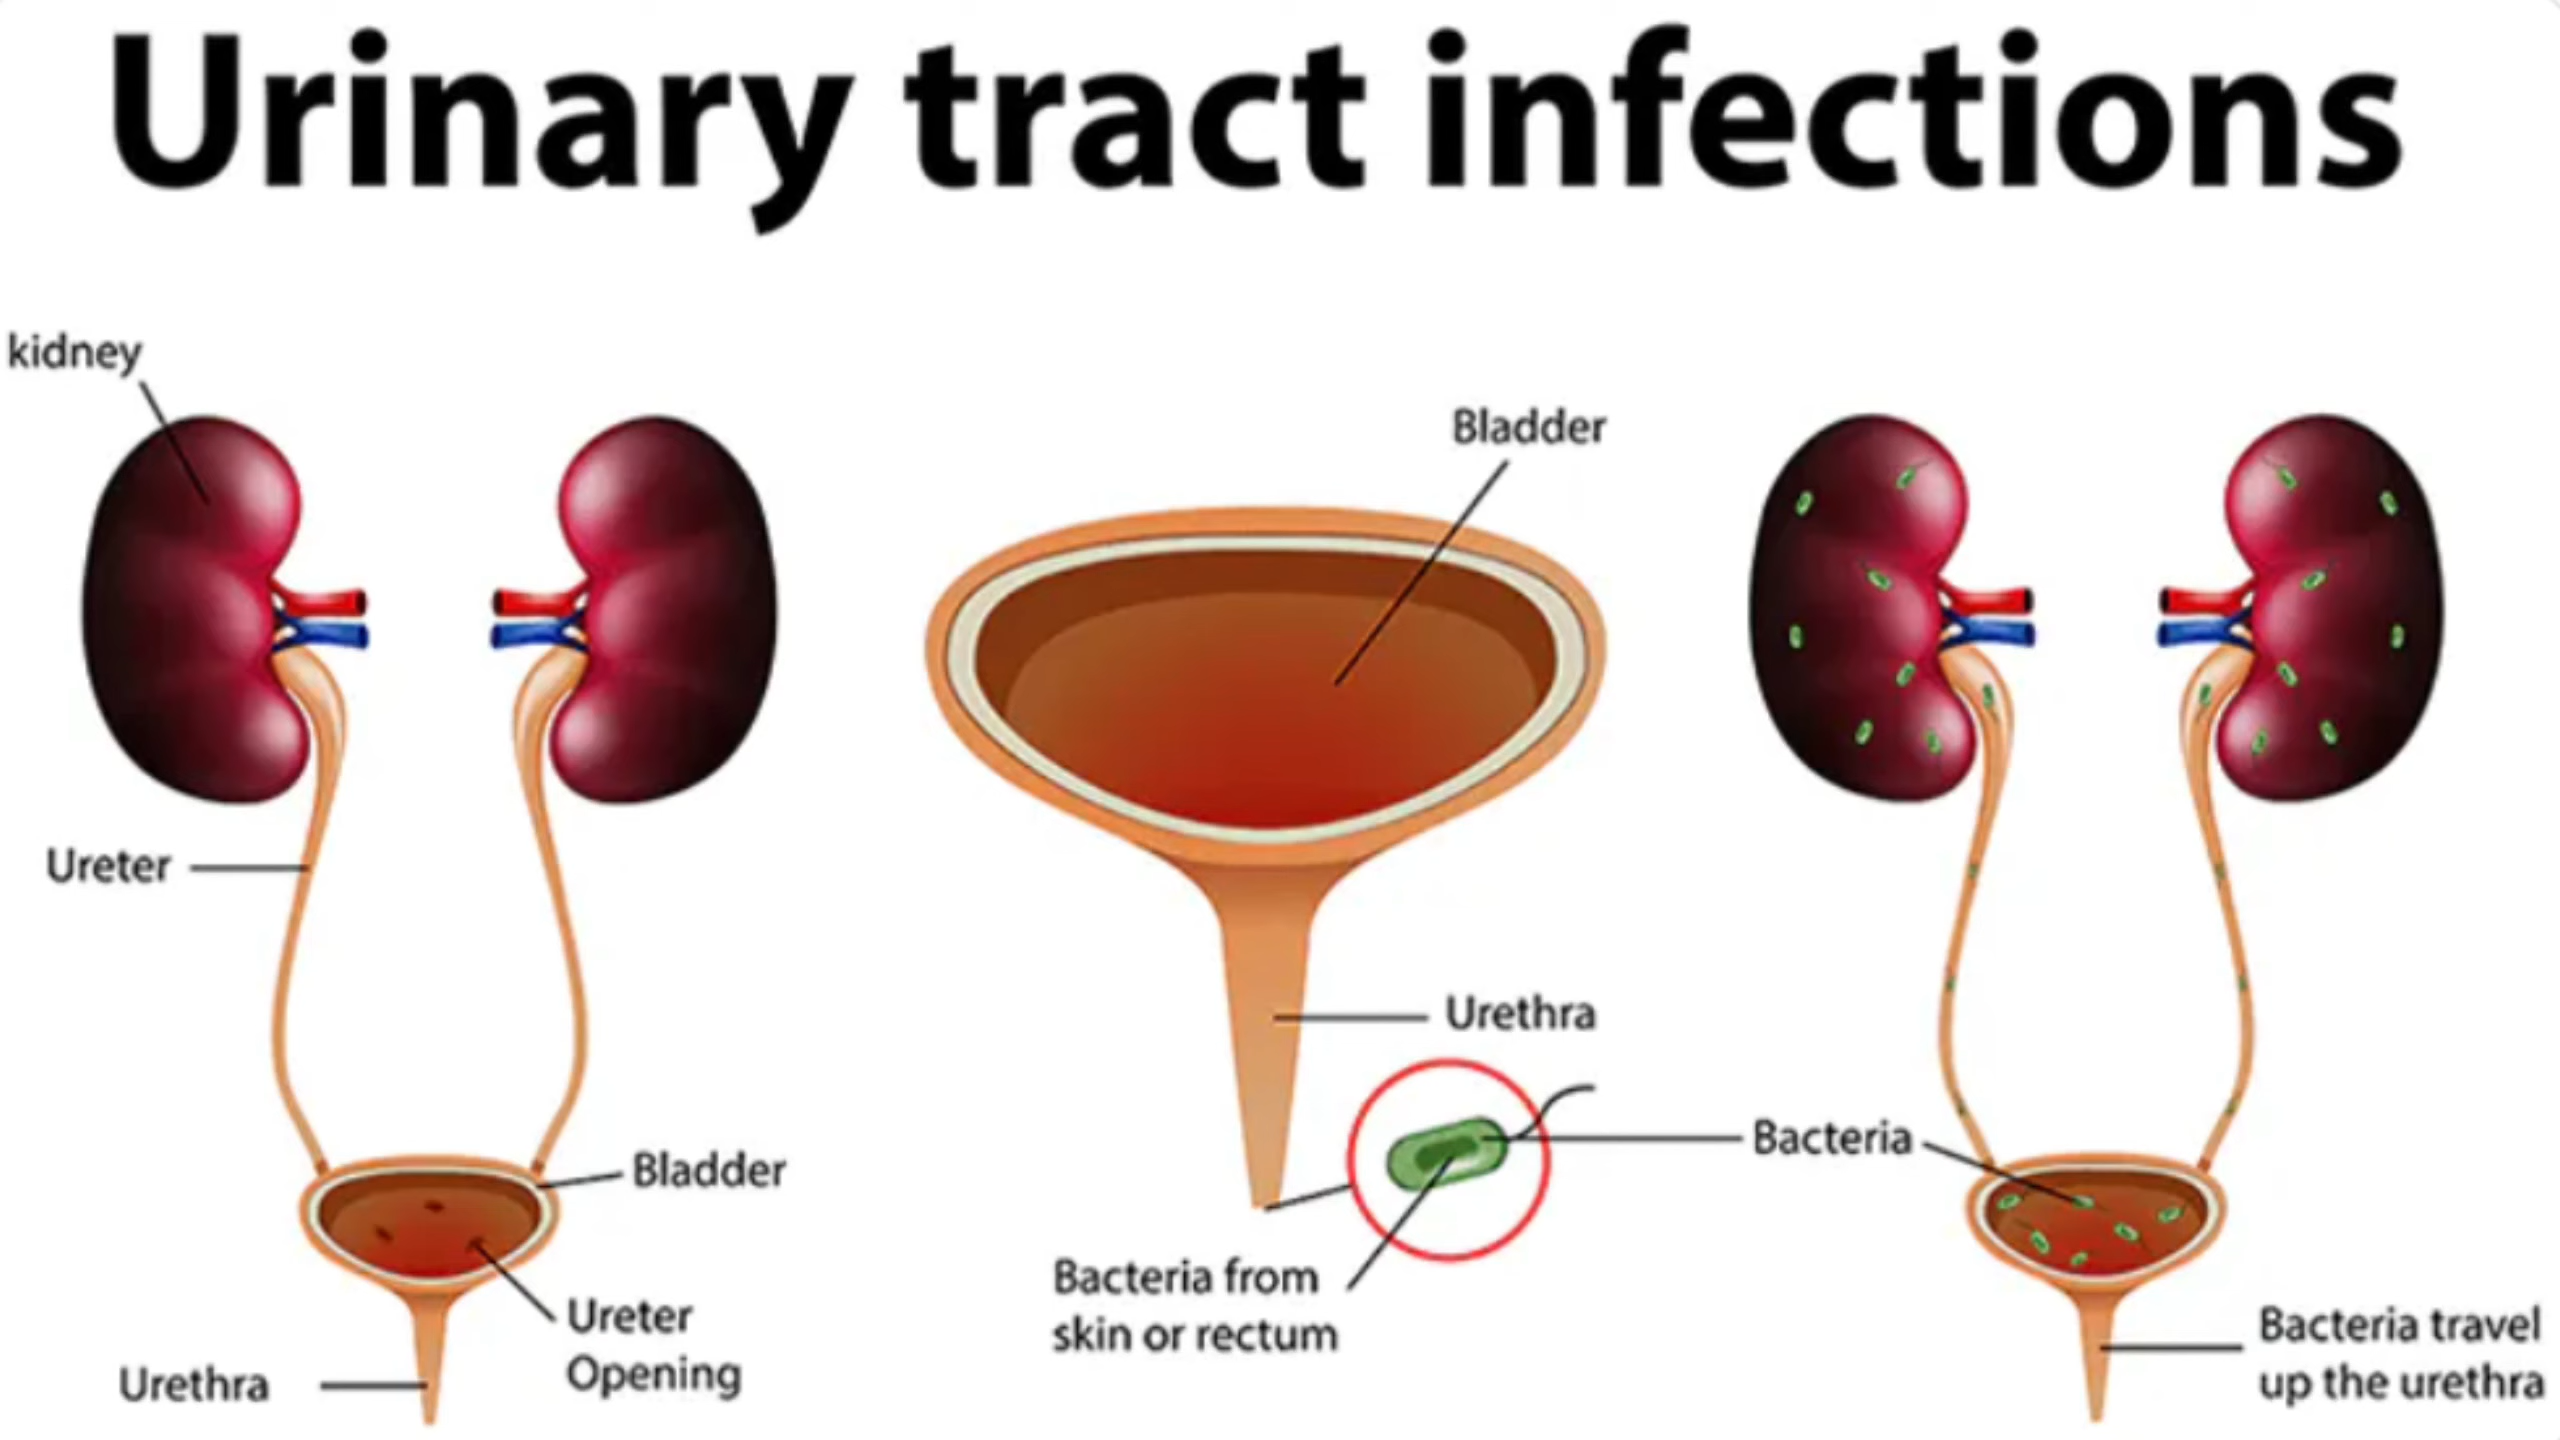 Urinary tract infections
kidney
Ureter
Bladder
Ureter
Opening
Urethra
Bladder
Urethra
Bacteria from
skin or rectum
Bacteria
Bacteria travel
up the urethra